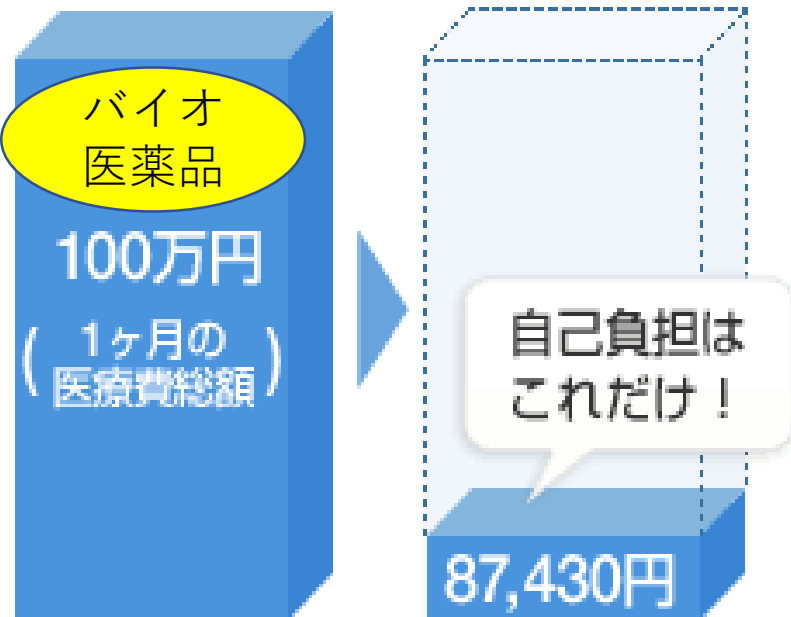 バイオ
医薬品
100万円
( 1ヶ月の
医療費総額 )
自己負担は
これだけ！
87,430円